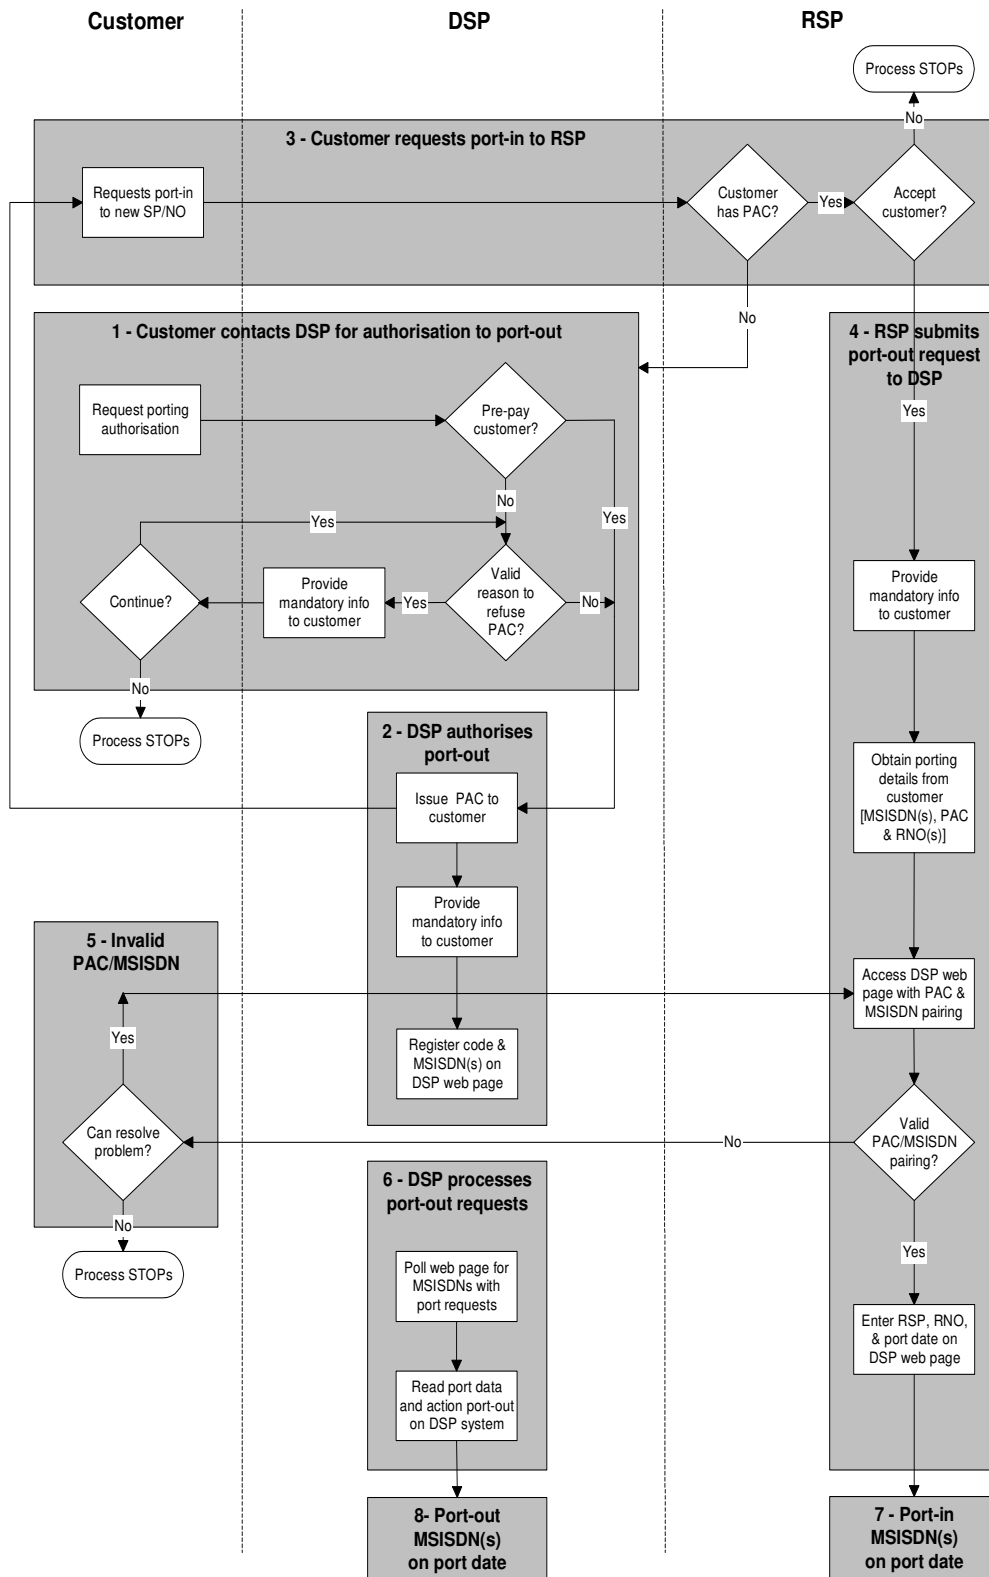 Customer
DSP
RSP
Process STOPs
No
3 - Customer requests port-in to RSP
Requests port-in
to new SP/NO
Customer
has PAC?
Yes
Accept
customer?
No
1 - Customer contacts DSP for authorisation to port-out
4 - RSP submits
port-out request
to DSP
Request porting
authorisation
Pre-pay
customer?
Yes
No
Yes
Yes
Continue?
Provide
mandatory info
to customer
Yes
Valid
reason to
refuse
PAC?
No
Provide
mandatory info
to customer
No
Process STOPs
2 - DSP authorises
port-out
Issue PAC to
customer
Obtain porting
details from
customer
[MSISDN(s), PAC
& RNO(s)]
Provide
mandatory info
to customer
5 - Invalid
PAC/MSISDN
Access DSP web
page with PAC &
MSISDN pairing
Yes
Register code &
MSISDN(s) on
DSP web page
Can resolve
problem?
No
Valid
PAC/MSISDN
pairing?
6 - DSP processes
port-out requests
No
Process STOPs
Yes
Poll web page for
MSISDNs with
port requests
Enter RSP, RNO,
& port date on
DSP web page
Read port data
and action port-out
on DSP system
8- Port-out
MSISDN(s)
on port date
7 - Port-in
MSISDN(s)
on port date